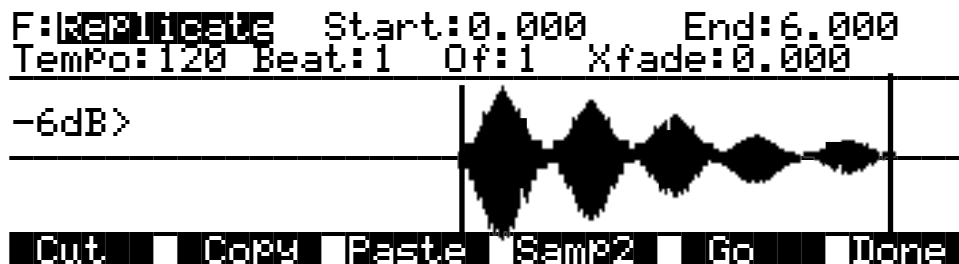 F:Replicate Start:0.000 End:6.000
Tempo:120 Beat:1 Of:1 Xfade:0.000
-6dB>
Cut Copy Paste Samp2 Go Done